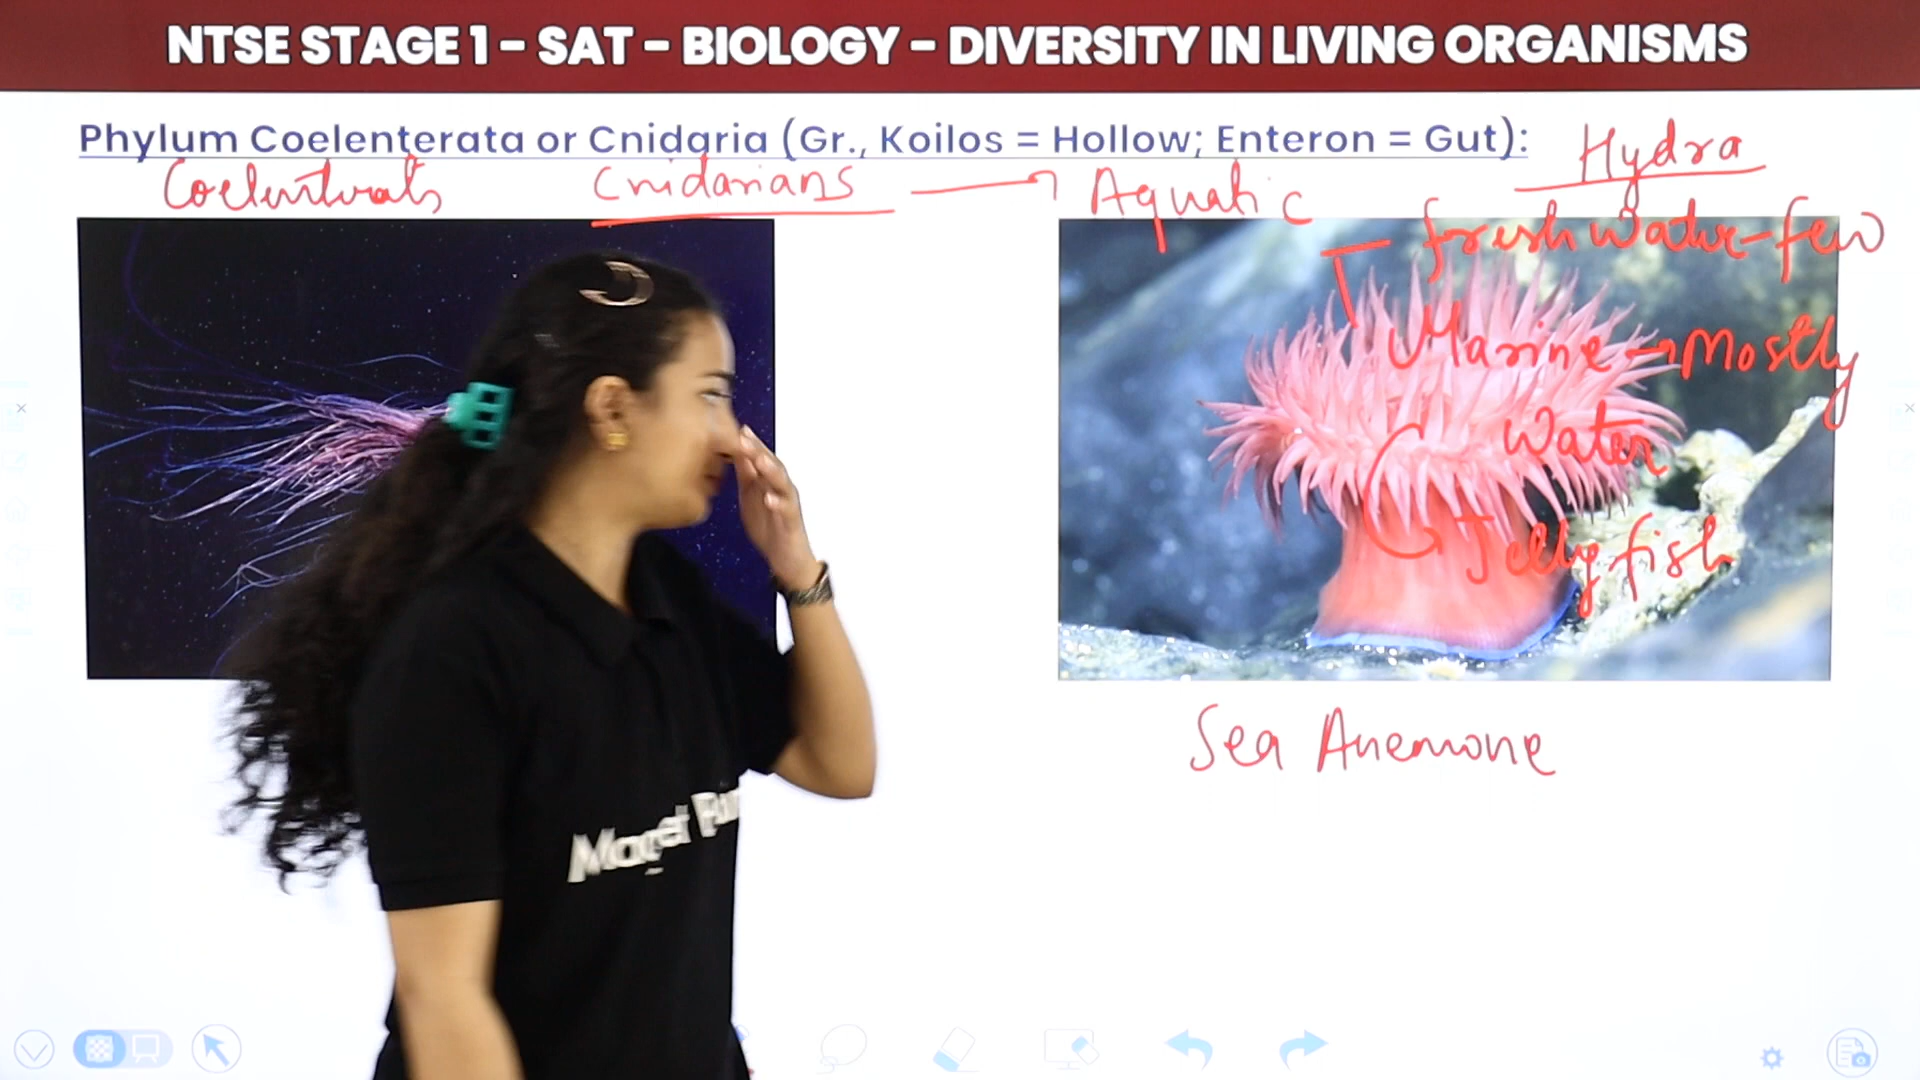 NTSE STAGE 1 – SAT – BIOLOGY – DIVERSITY IN LIVING ORGANISMS
Phylum Coelenterata or Cnidaria (Gr., Koilos = Hollow; Enteron = Gut):
Hydra
Coelentrats Cnidarians → Aquatic
fresh water – few
Marine → Mostly
Water
Jelly fish
Sea Anemone